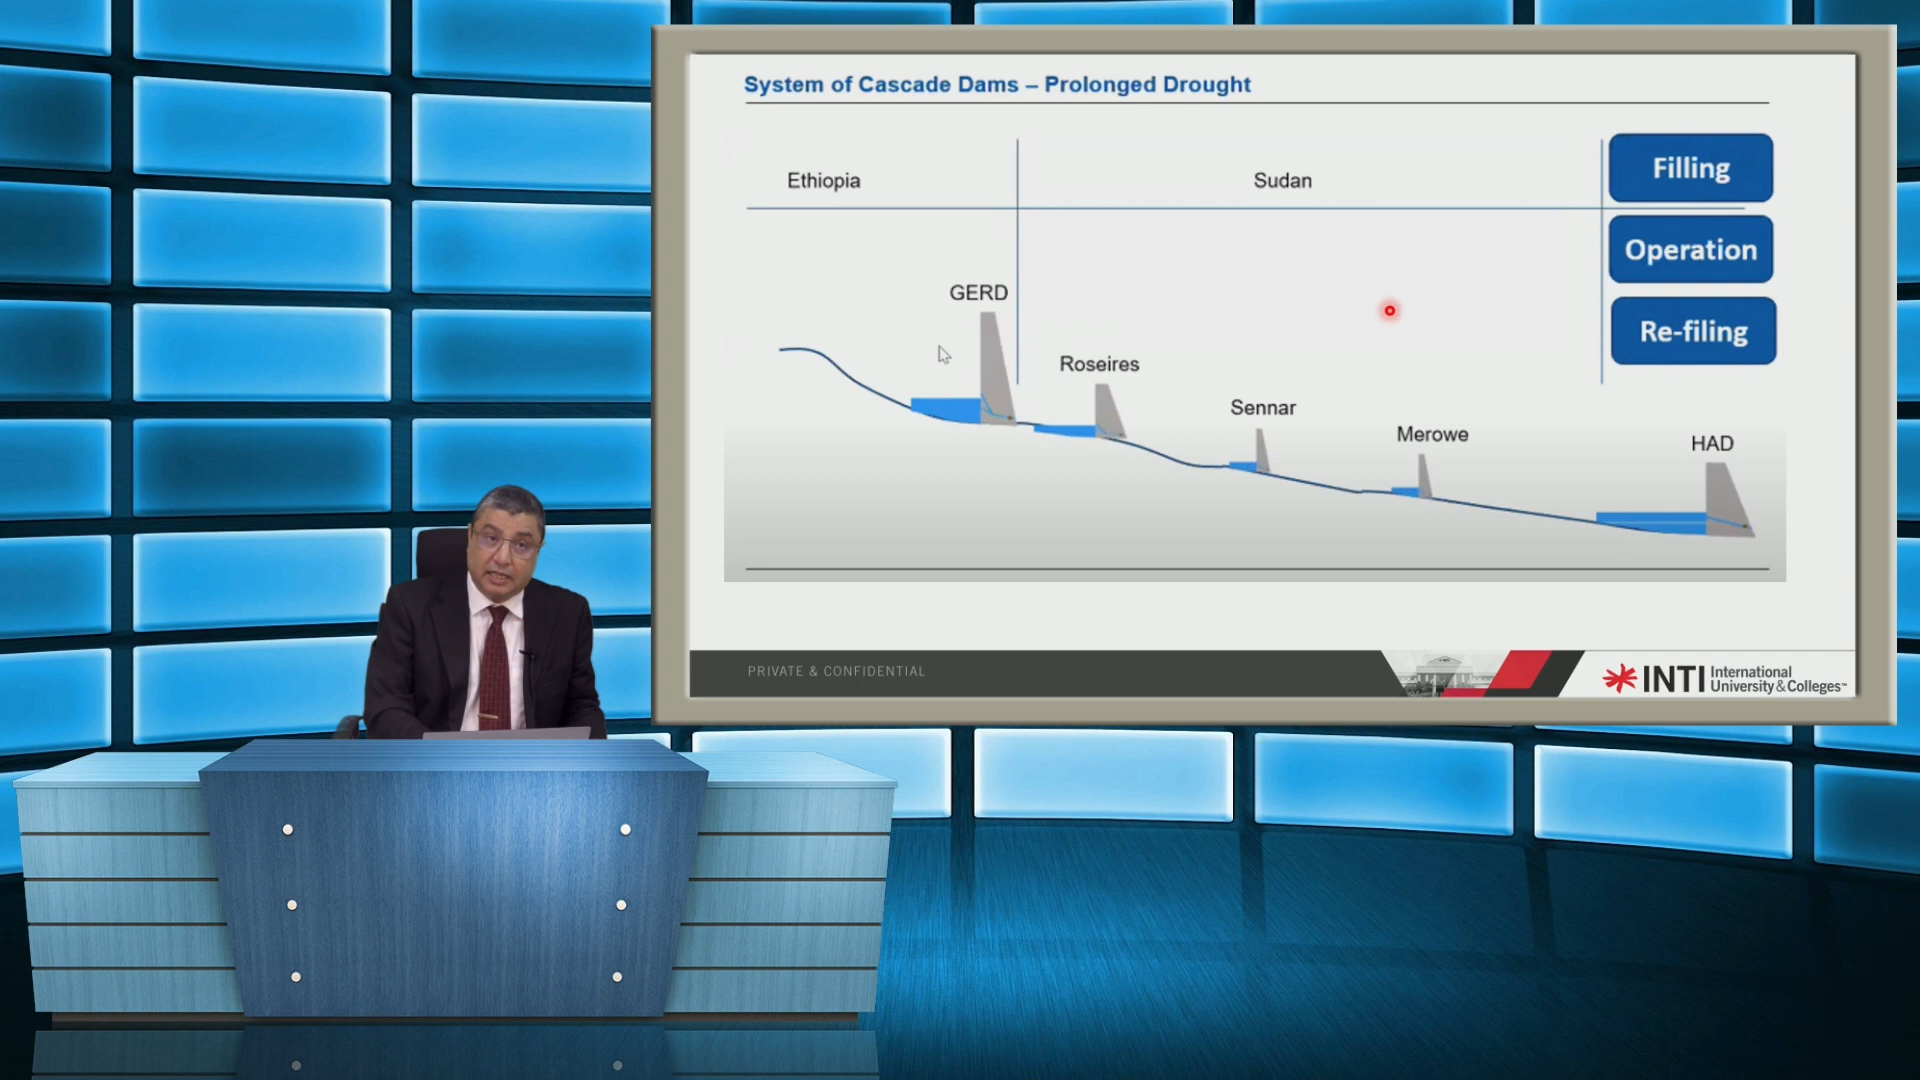 System of Cascade Dams – Prolonged Drought
Ethiopia
Sudan
Filling
Operation
Re-filing
GERD
Roseires
Sennar
Merowe
HAD
PRIVATE & CONFIDENTIAL
INTI International
University & Colleges